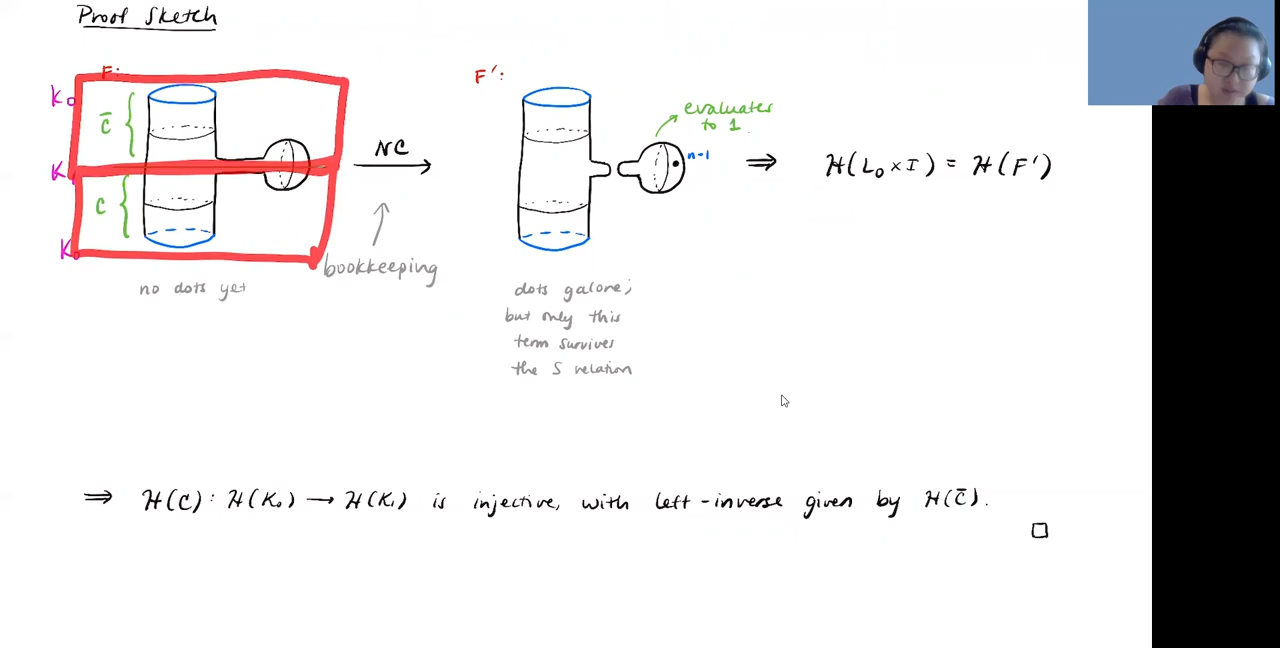 Proof Sketch
F:
K₀
C̄
K₁
C
K₀
no dots yet
NC
bookkeeping
F':
evaluates
to 1.
n-1
dots galore;
but only this
term survives
the S relation
⇒ H(L₀ × I) = H(F')
⇒ H(C) : H(K₀) → H(K₁) is injective, with left-inverse given by H(C̄).
□